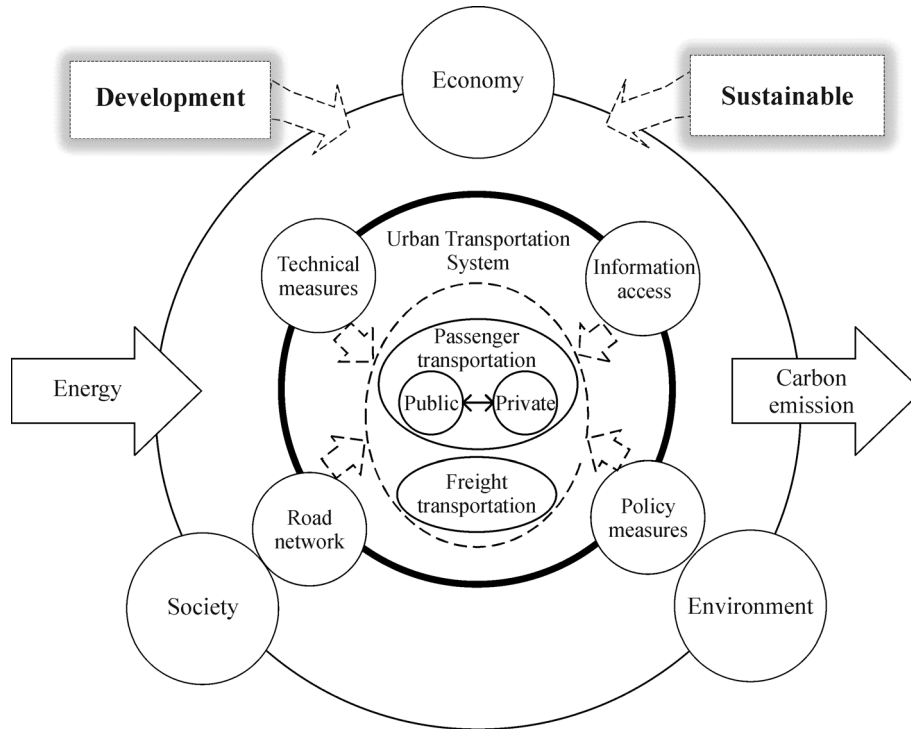 Economy
Development
Sustainable
Urban Transportation
System
Technical
measures
Information
access
Passenger
transportation
Energy
Public
Private
Carbon
emission
Freight
transportation
Road
network
Policy
measures
Society
Environment